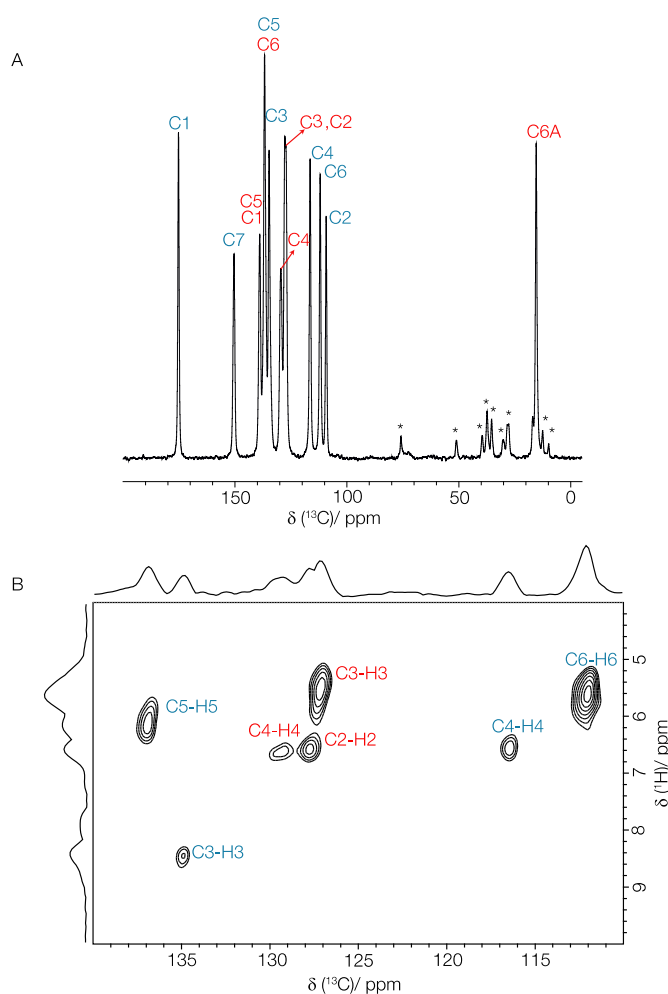 A
C5
C6
C1
C3
C3,C2
C6A
C4
C6
C5
C1
C2
C7
C4
* * * * * * * * *
150 100 50 0
δ (¹³C)/ ppm
B
C6-H6
C3-H3
C5-H5
C4-H4
C2-H2
C4-H4
C3-H3
5
6
7
8
9
δ (¹H)/ ppm
135 130 125 120 115
δ (¹³C)/ ppm